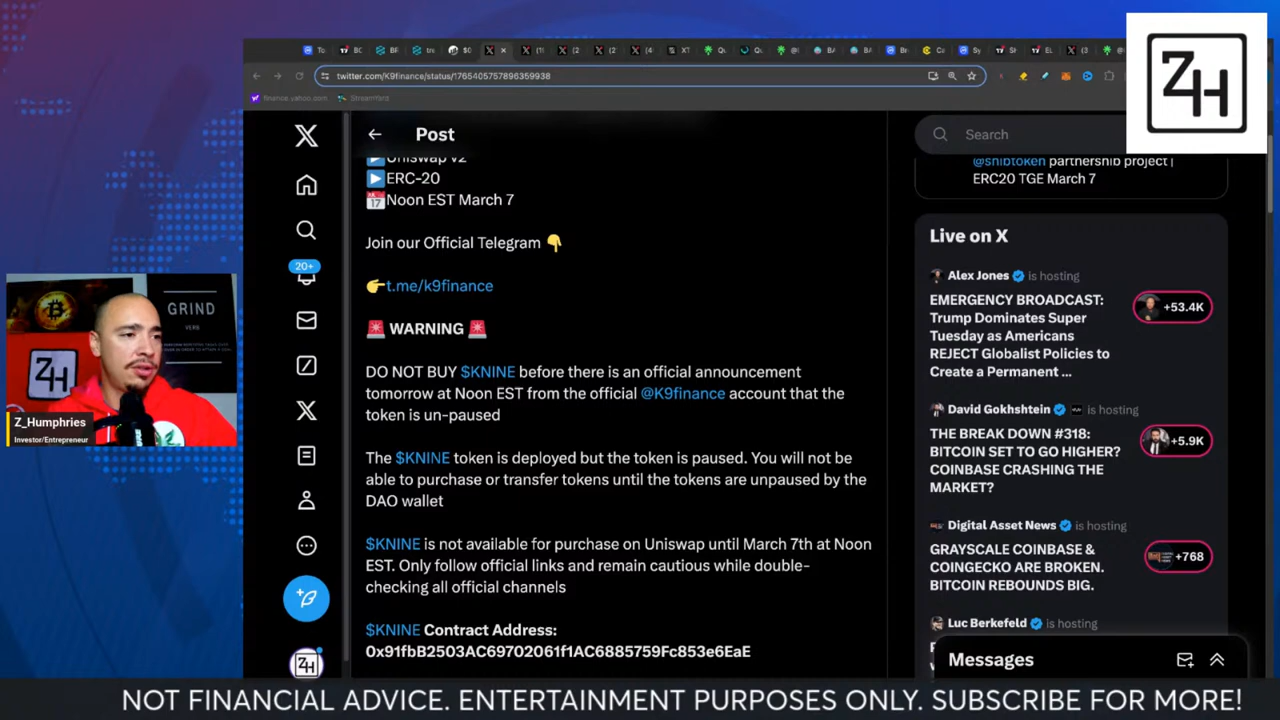 twitter.com/K9finance/status/1765405757896359938
finance.yahoo.com
StreamYard
ZH
Post
Search
Uniswap v2
ERC-20
17 Noon EST March 7
Join our Official Telegram 👇
👉t.me/k9finance
🚨 WARNING 🚨
DO NOT BUY $KNINE before there is an official announcement
tomorrow at Noon EST from the official @K9finance account that the
token is un-paused
The $KNINE token is deployed but the token is paused. You will not be
able to purchase or transfer tokens until the tokens are unpaused by the
DAO wallet
$KNINE is not available for purchase on Uniswap until March 7th at Noon
EST. Only follow official links and remain cautious while double-
checking all official channels
$KNINE Contract Address:
0x91fbB2503AC69702061f1AC6885759Fc853e6EaE
20+
ZH
@shibtoken partnership project |
ERC20 TGE March 7
Live on X
Alex Jones is hosting
EMERGENCY BROADCAST:
Trump Dominates Super
Tuesday as Americans
REJECT Globalist Policies to
Create a Permanent ...
+53.4K
David Gokhshtein is hosting
THE BREAK DOWN #318:
BITCOIN SET TO GO HIGHER?
COINBASE CRASHING THE
MARKET?
+5.9K
Digital Asset News is hosting
GRAYSCALE COINBASE &
COINGECKO ARE BROKEN.
BITCOIN REBOUNDS BIG.
+768
Luc Berkefeld is hosting
Messages
GRIND
VERB
ZH
Z_Humphries
Investor/Entrepreneur
NOT FINANCIAL ADVICE. ENTERTAINMENT PURPOSES ONLY. SUBSCRIBE FOR MORE!